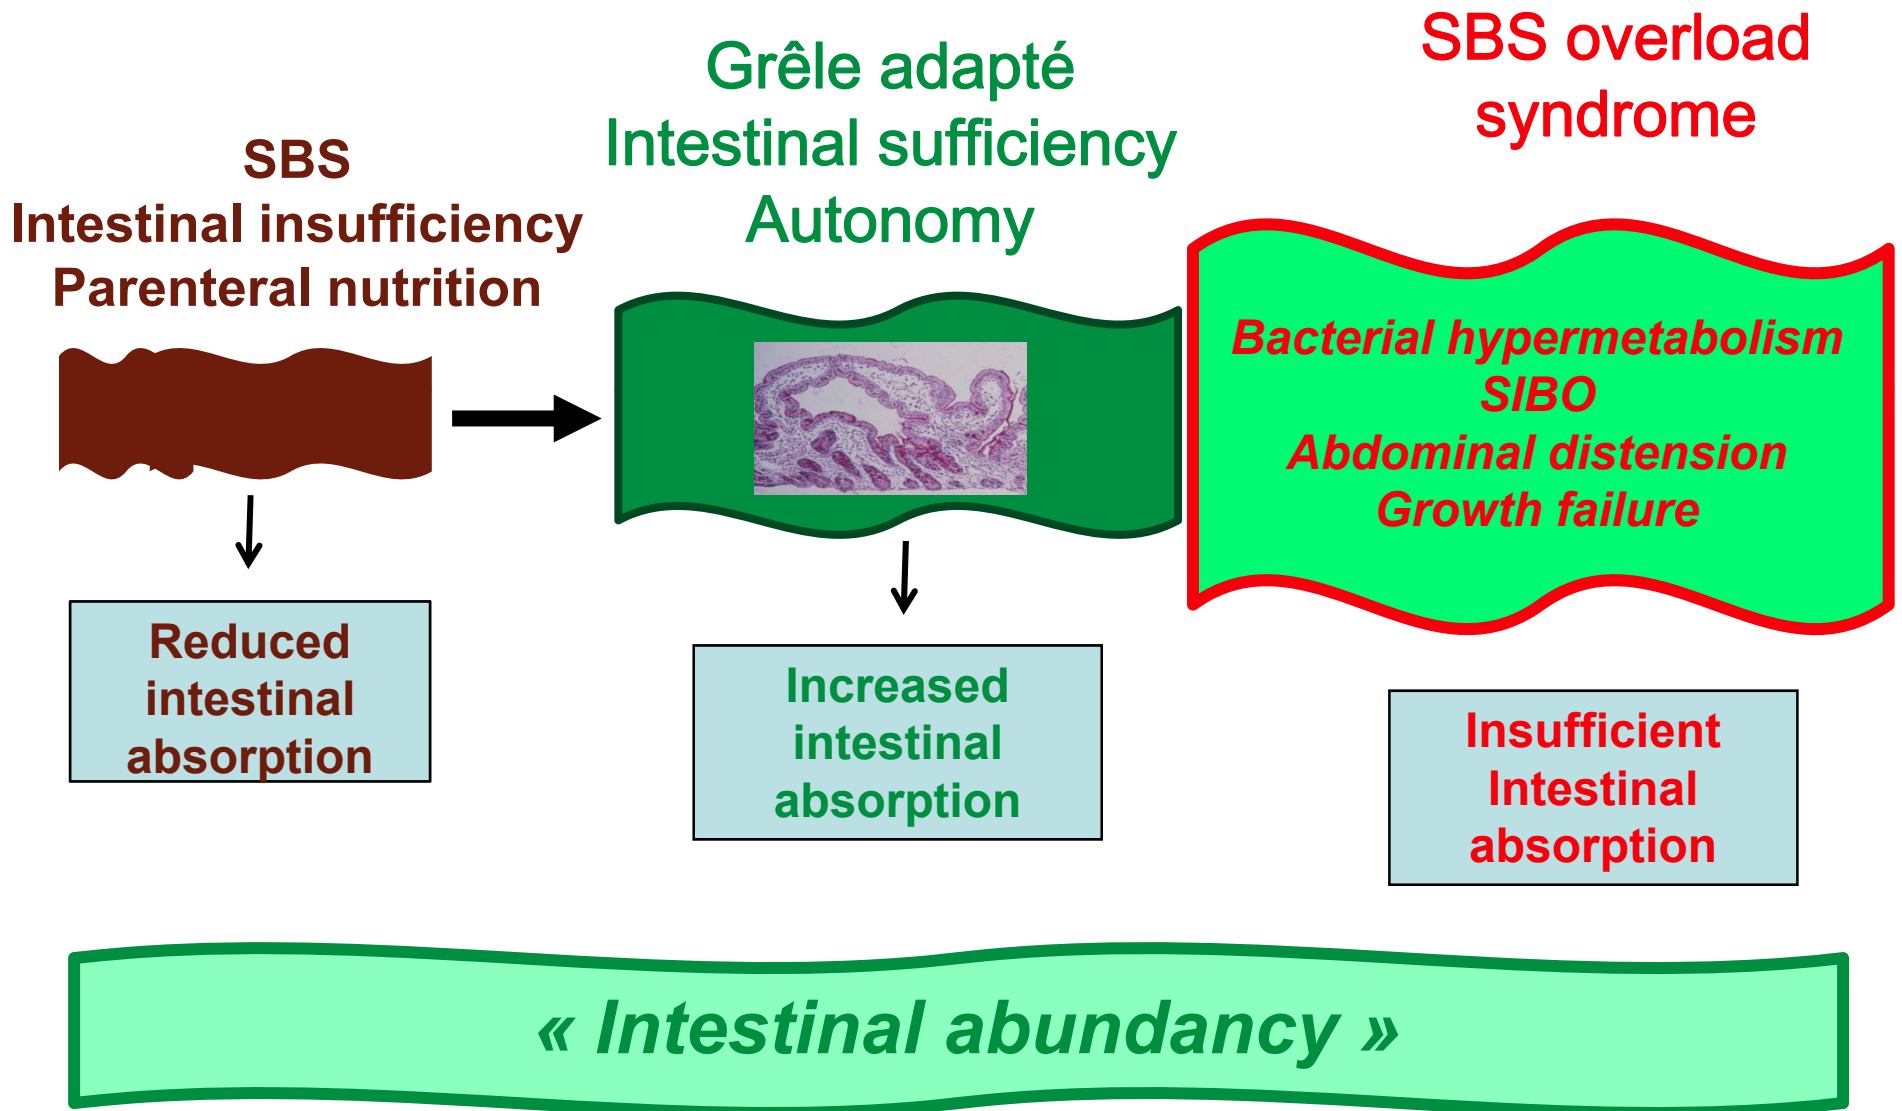 SBS
Intestinal insufficiency
Parenteral nutrition
Reduced
intestinal
absorption
Grêle adapté
Intestinal sufficiency
Autonomy
Increased
intestinal
absorption
SBS overload
syndrome
Bacterial hypermetabolism
SIBO
Abdominal distension
Growth failure
Insufficient
Intestinal
absorption
« Intestinal abundancy »